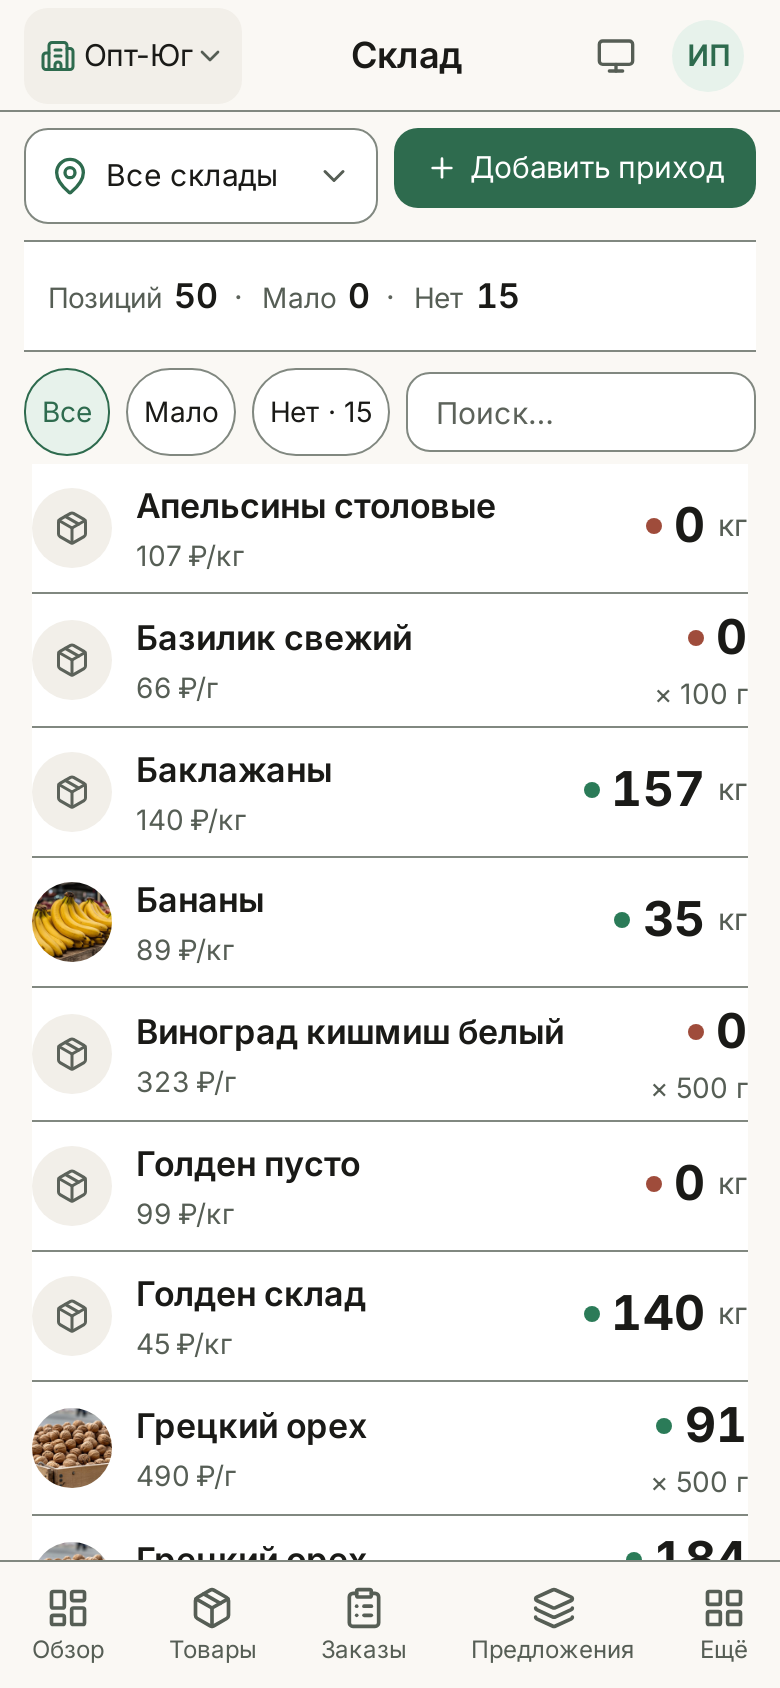 Опт-Юг
Склад
ИП
Все склады
+ Добавить приход
Позиций 50 · Мало 0 · Нет 15
Все
Мало
Нет · 15
Поиск...
Апельсины столовые
0 кг
107 ₽/кг
Базилик свежий
0
66 ₽/г
× 100 г
Баклажаны
157 кг
140 ₽/кг
Бананы
35 кг
89 ₽/кг
Виноград кишмиш белый
0
323 ₽/г
× 500 г
Голден пусто
0 кг
99 ₽/кг
Голден склад
140 кг
45 ₽/кг
Грецкий орех
91
490 ₽/г
× 500 г
Грецкий орех
184
Обзор
Товары
Заказы
Предложения
Ещё